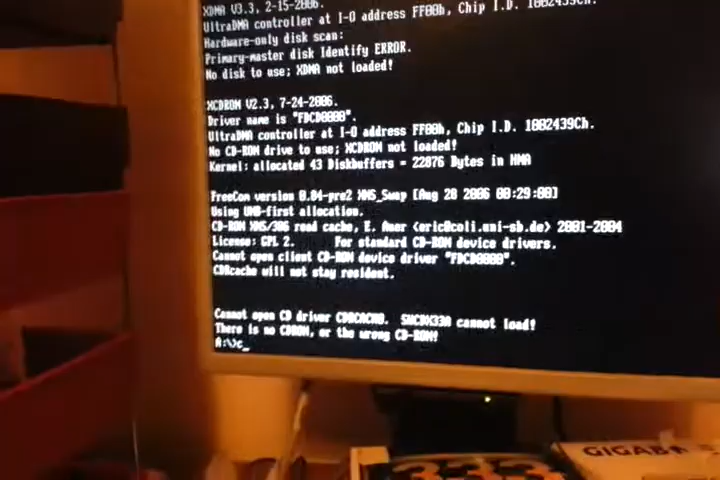 XDMA V3.3, 2-15-2006.
UltraDMA controller at I-O address FF00h, Chip I.D. 1002439Ch.
Hardware-only disk scan:
Primary-master disk Identify ERROR.
No disk to use; XDMA not loaded!
XCDROM V2.3, 7-24-2006.
Driver name is "FDCD0000".
UltraDMA controller at I-O address FF00h, Chip I.D. 1002439Ch.
No CD-ROM drive to use; XCDROM not loaded!
Kernel: allocated 43 Diskbuffers = 22876 Bytes in HMA
FreeCom version 0.84-pre2 XMS_Swap [Aug 28 2006 00:29:00]
Using UMB-first allocation.
CD-ROM XMS/386 read cache, E. Auer <eric@coli.uni-sb.de> 2001-2004
License: GPL 2. For standard CD-ROM device drivers.
Cannot open client CD-ROM device driver "FDCD0000".
CDRcache will not stay resident.
Cannot open CD driver CDRCACH0. SHCDX33A cannot load!
There is no CDROM, or the wrong CD-ROM!
A:\>c_
GIGAB
333